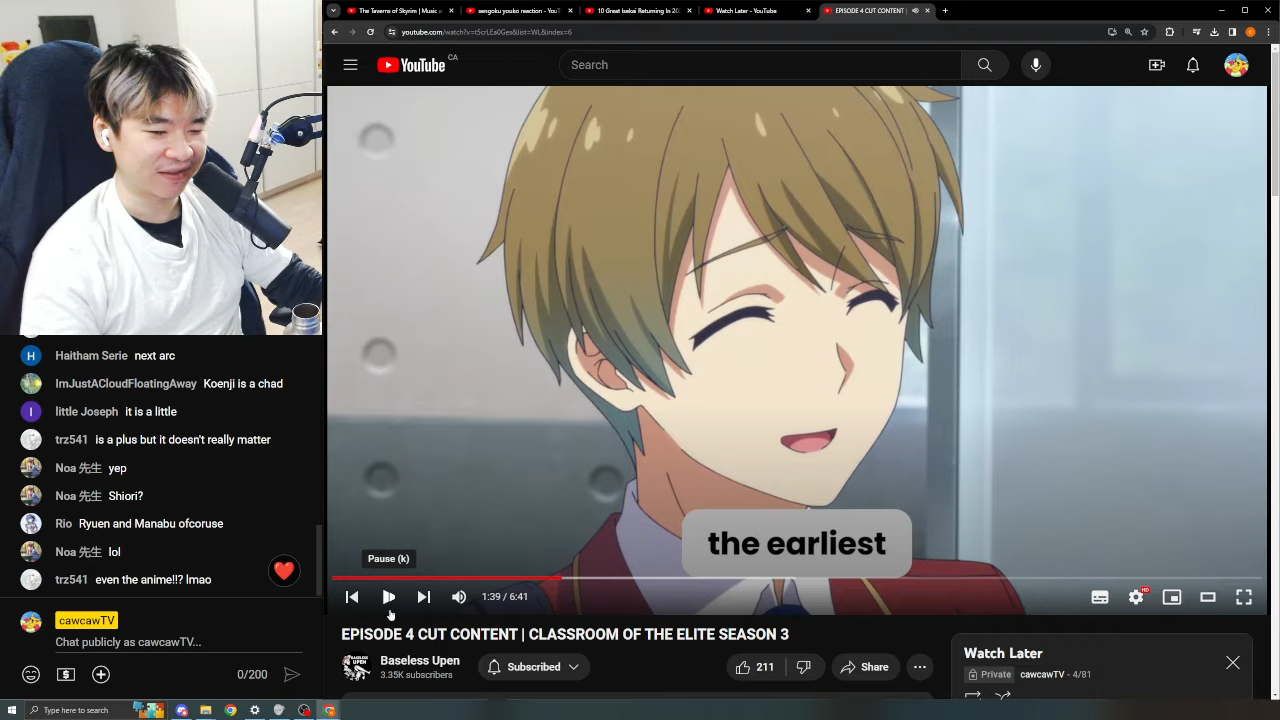 The Taverns of Skyrim | Music w
sengoku youko reaction - YouT
10 Great Isekai Returning In 202
Watch Later - YouTube
EPISODE 4 CUT CONTENT |
youtube.com/watch?v=t5crLEa0Ges&list=WL&index=6
YouTube CA
Search
the earliest
Pause (k)
1:39 / 6:41
HD
EPISODE 4 CUT CONTENT | CLASSROOM OF THE ELITE SEASON 3
Baseless Upen
3.35K subscribers
BASELESS
UPEN
Subscribed
211
Share
Watch Later
Private cawcawTV - 4/81
H Haitham Serie next arc
ImJustACloudFloatingAway Koenji is a chad
l little Joseph it is a little
trz541 is a plus but it doesn't really matter
Noa 先生 yep
Noa 先生 Shiori?
Rio Ryuen and Manabu ofcoruse
Noa 先生 lol
trz541 even the anime!!? lmao
cawcawTV
Chat publicly as cawcawTV...
0/200
Type here to search